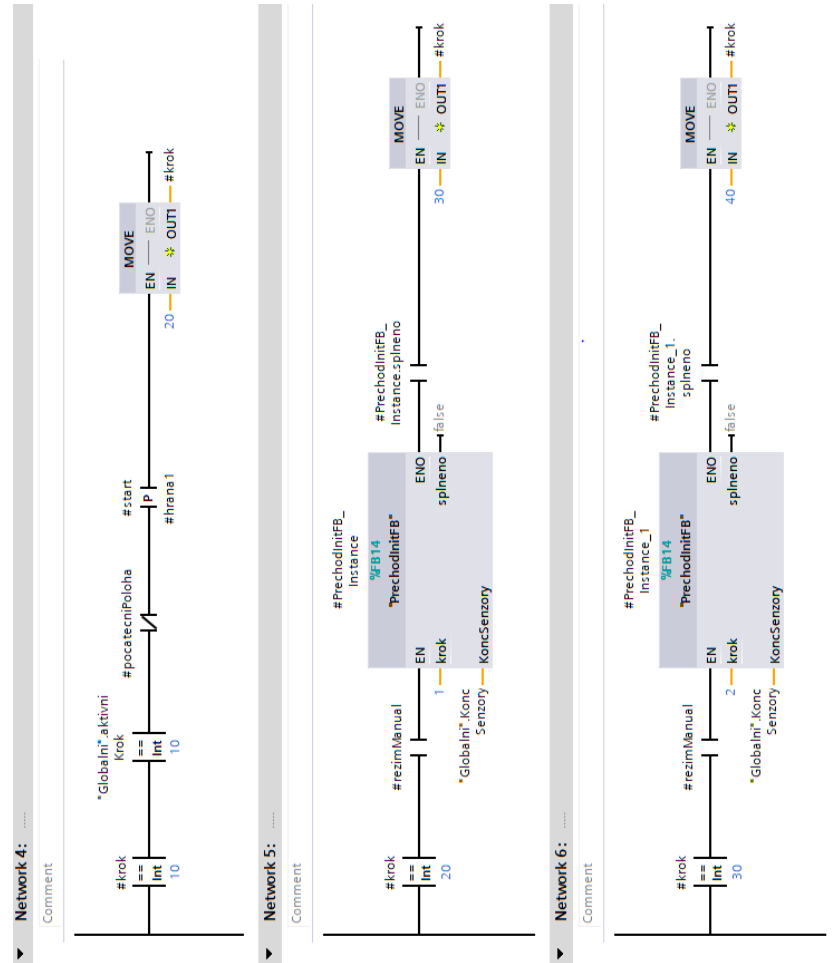 Network 4: .....
Comment
#krok
==
Int
10
"Globalni".aktivni
Krok
==
Int
10
#pocatecniPoloha
#start
P
#hrana1
MOVE
EN
ENO
20
IN
OUT1
#krok
Network 5: .....
Comment
#krok
==
Int
20
#rezimManual
#PrechodInitFB_
Instance
%FB14
"PrechodInitFB"
EN
ENO
1
krok
splneno
false
"Globalni".Konc
Senzory
KoncSenzory
#PrechodInitFB_
Instance.splneno
MOVE
EN
ENO
30
IN
OUT1
#krok
Network 6: .....
Comment
#krok
==
Int
30
#rezimManual
#PrechodInitFB_
Instance_1
%FB14
"PrechodInitFB"
EN
ENO
2
krok
splneno
false
"Globalni".Konc
Senzory
KoncSenzory
#PrechodInitFB_
Instance_1.
splneno
MOVE
EN
ENO
40
IN
OUT1
#krok